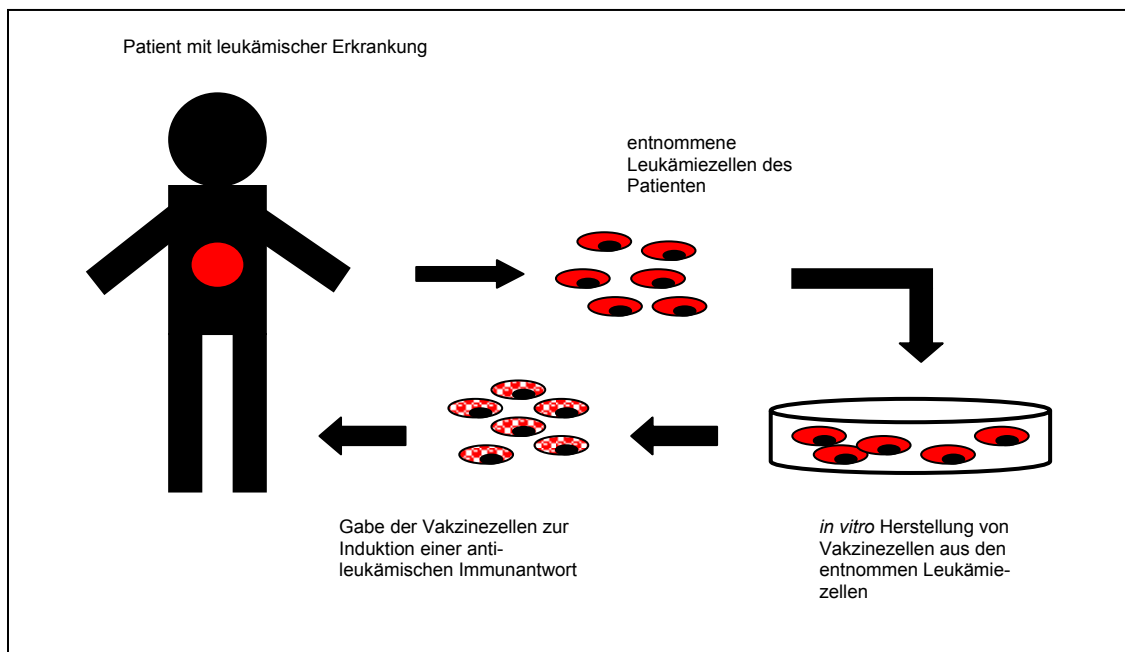 Patient mit leukämischer Erkrankung
entnommene
Leukämiezellen des
Patienten
Gabe der Vakzinezellen zur
Induktion einer anti-
leukämischen Immunantwort
in vitro Herstellung von
Vakzinezellen aus den
entnommen Leukämie-
zellen